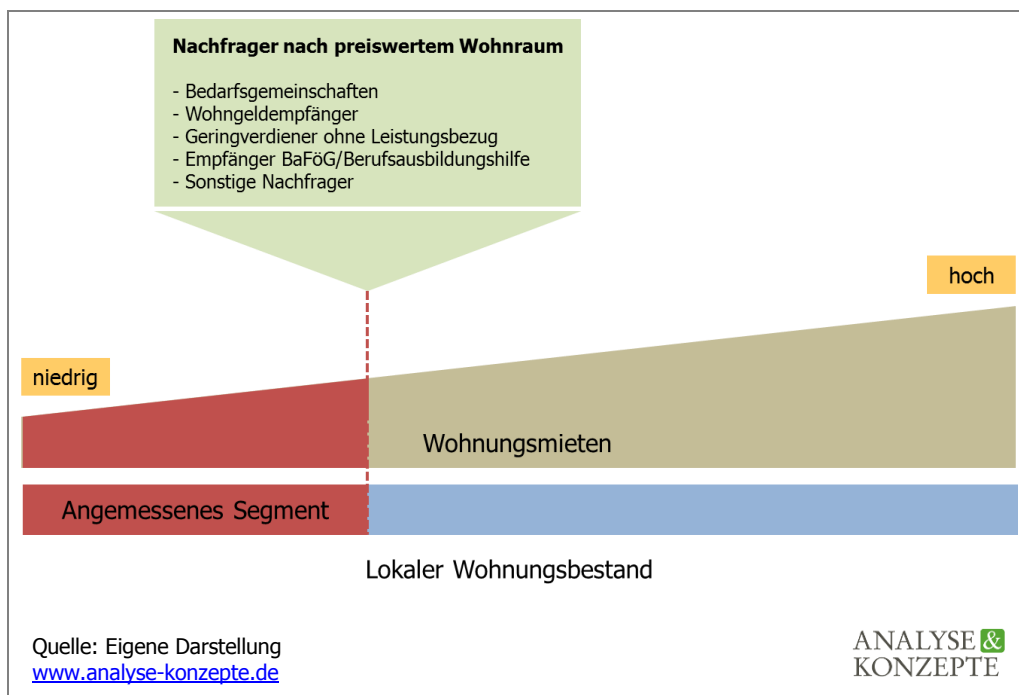 Nachfrager nach preiswertem Wohnraum
- Bedarfsgemeinschaften
- Wohngeldempfänger
- Geringverdiener ohne Leistungsbezug
- Empfänger BaFöG/Berufsausbildungshilfe
- Sonstige Nachfrager
hoch
niedrig
Wohnungsmieten
Angemessenes Segment
Lokaler Wohnungsbestand
Quelle: Eigene Darstellung
www.analyse-konzepte.de
ANALYSE &
KONZEPTE